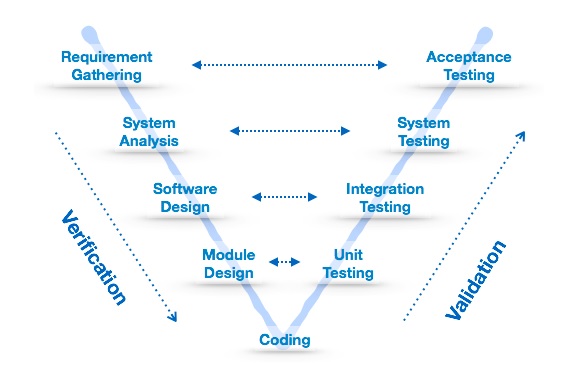 Requirement
Gathering
Acceptance
Testing
System
Analysis
System
Testing
Software
Design
Integration
Testing
Module
Design
Unit
Testing
Coding
Verification
Validation